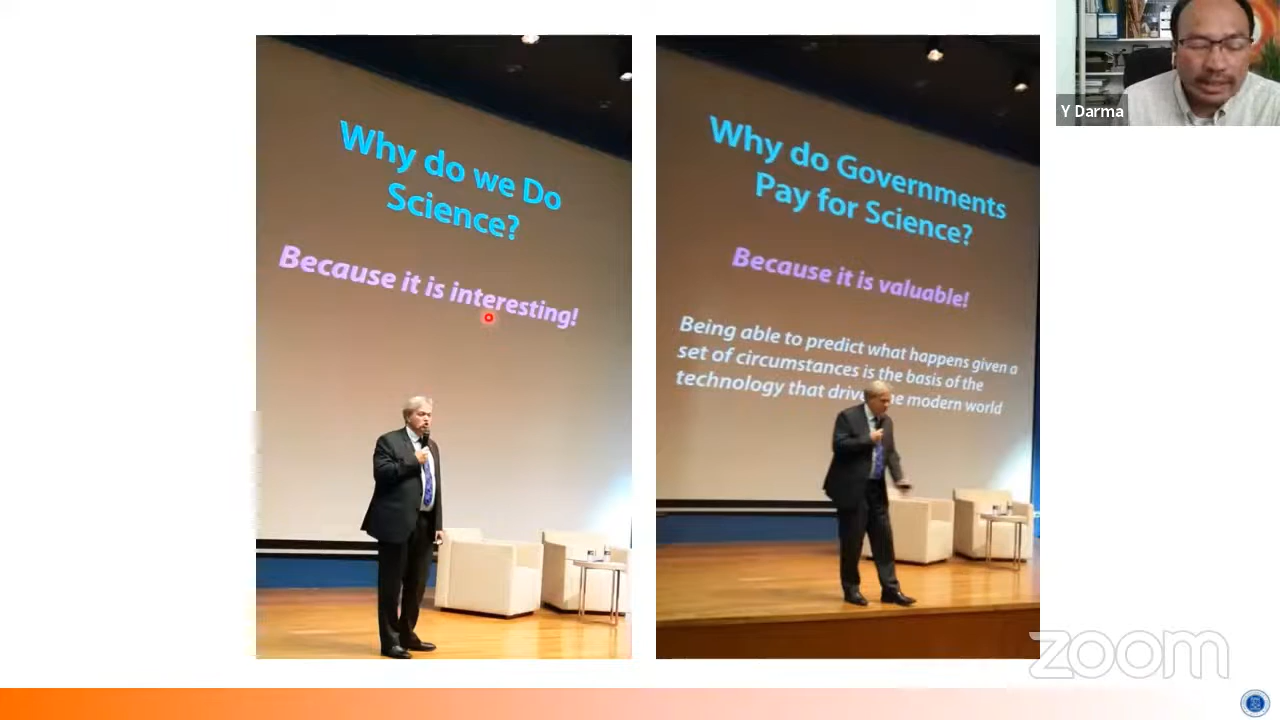 Why do we Do
Science?
Because it is interesting!
Why do Governments
Pay for Science?
Because it is valuable!
Being able to predict what happens given a
set of circumstances is the basis of the
technology that modern world
Y Darma
zoom